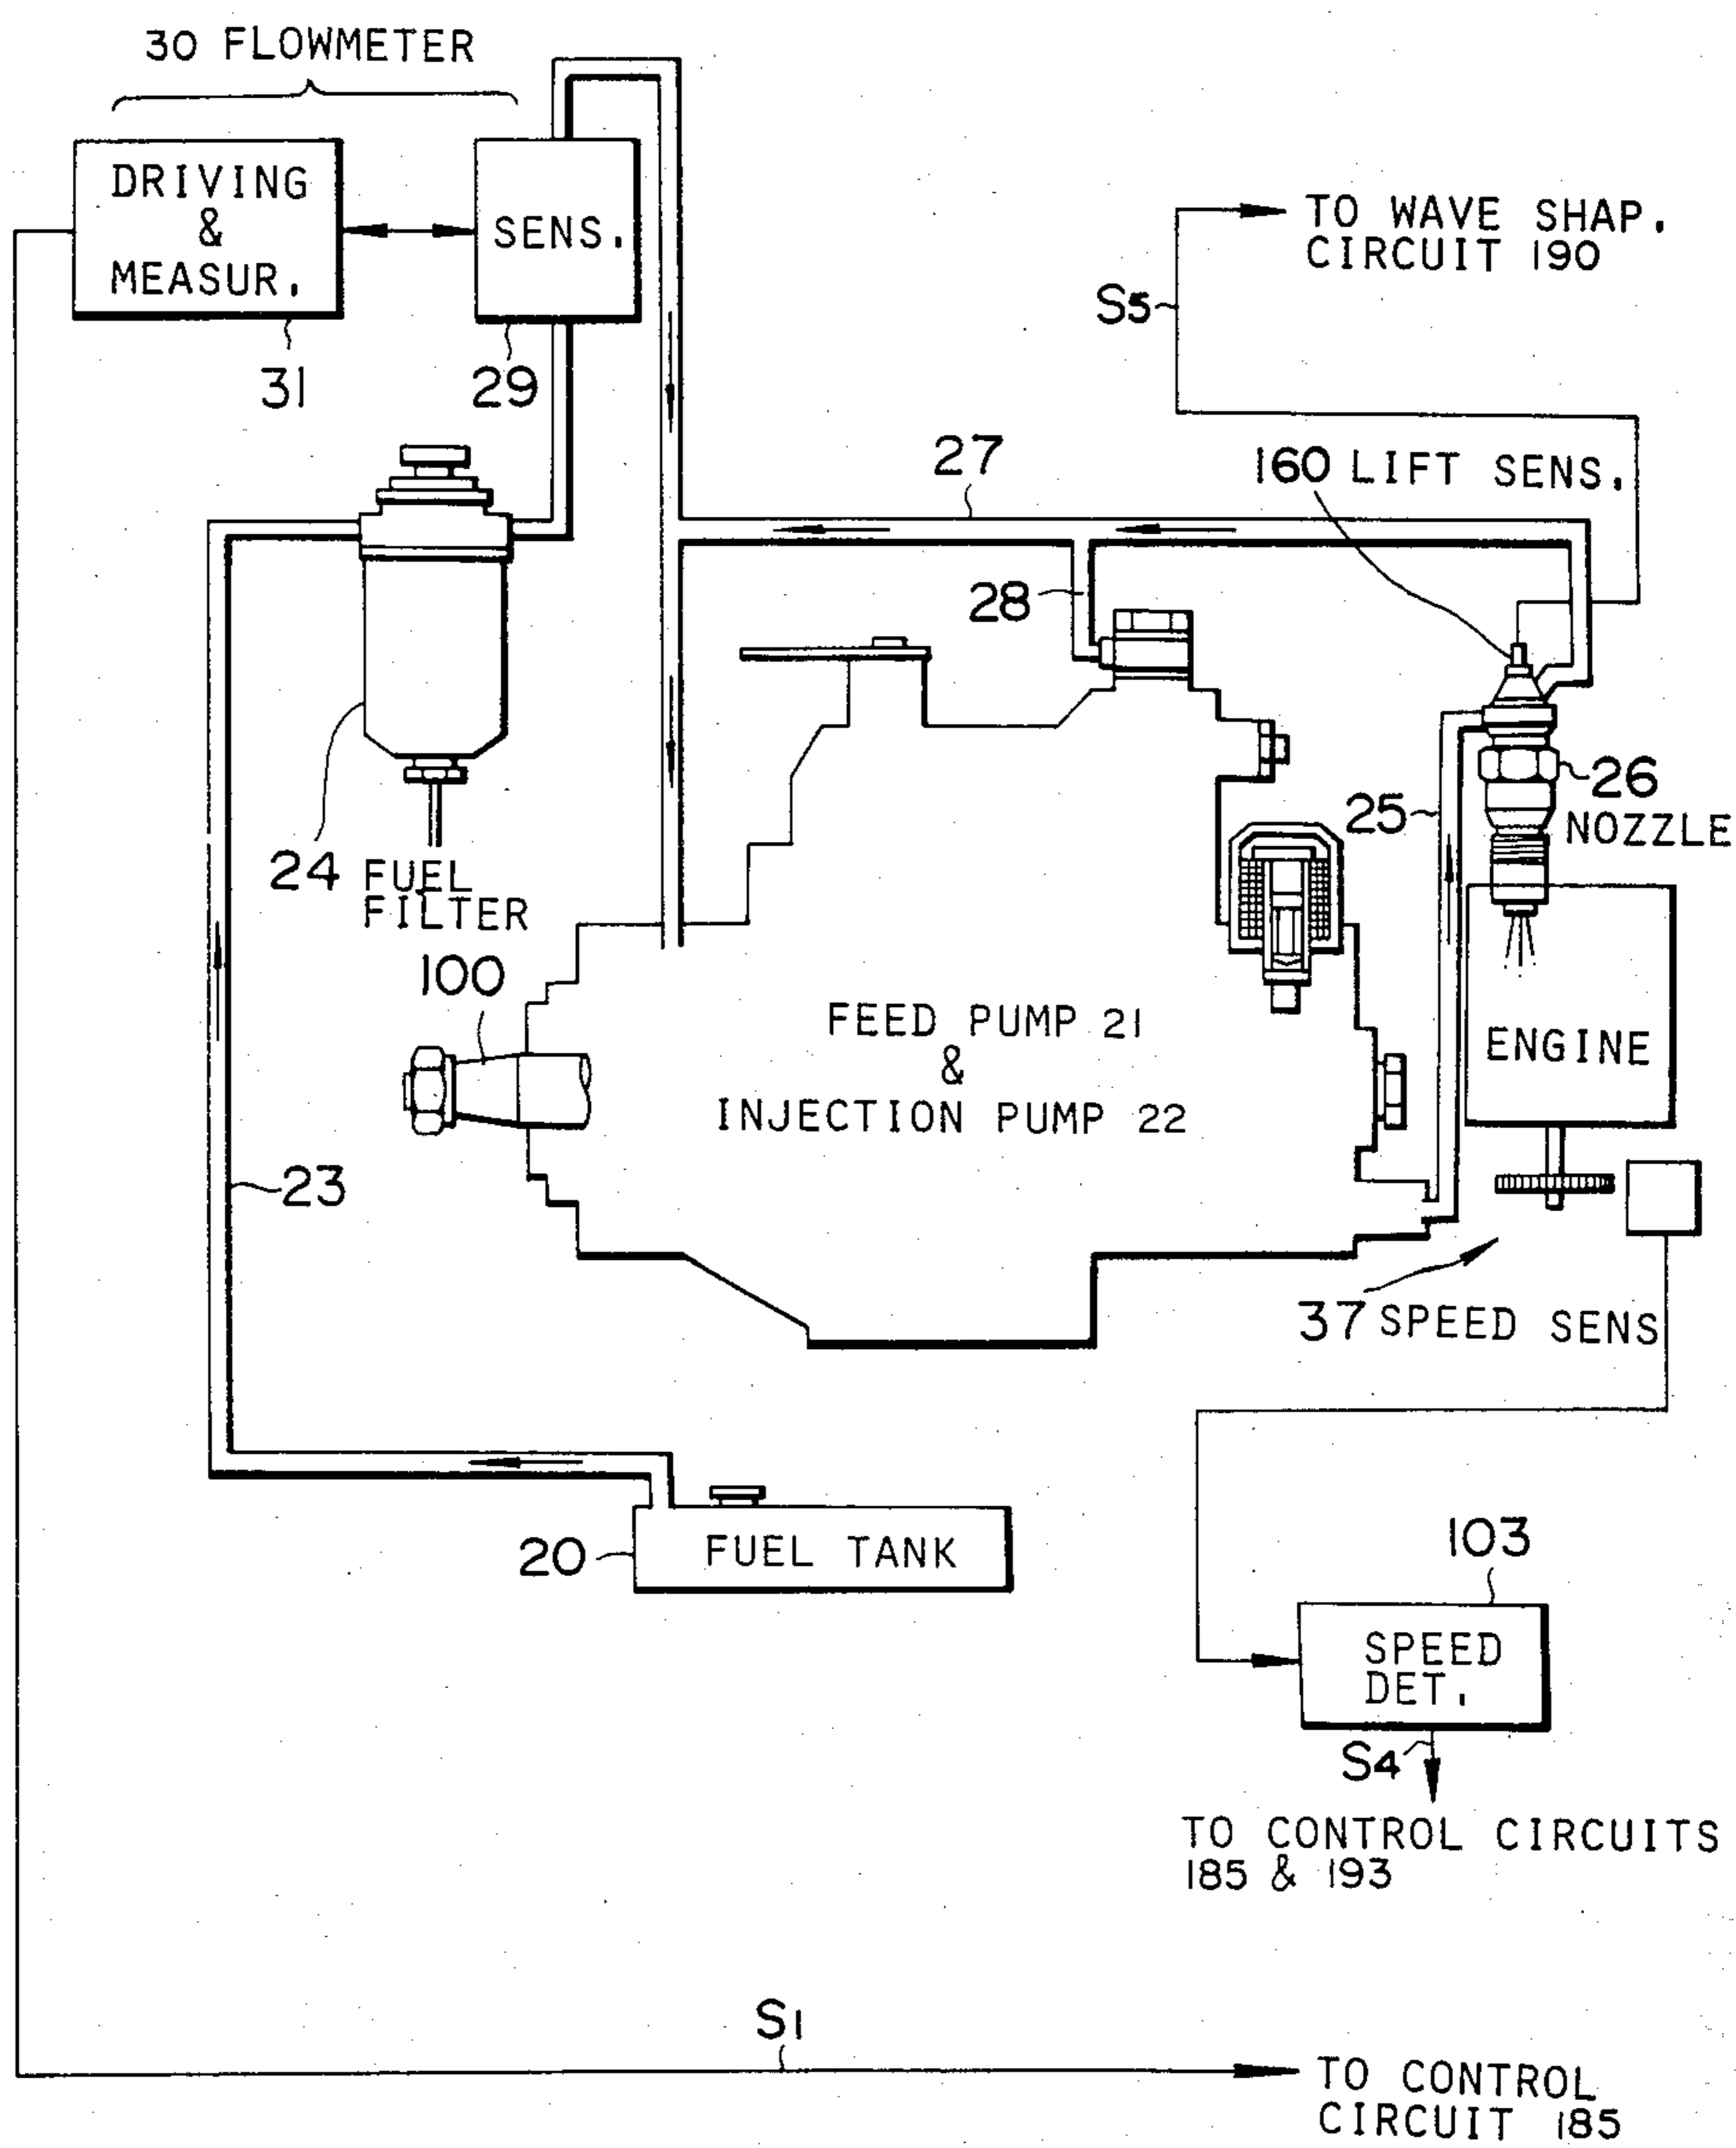 30 FLOWMETER
DRIVING
&
MEASUR.
SENS.
31
29
TO WAVE SHAP.
CIRCUIT 190
S5
27
160 LIFT SENS.
28
24 FUEL
FILTER
25
26
NOZZLE
100
FEED PUMP 21
&
INJECTION PUMP 22
ENGINE
23
37 SPEED SENS
20
FUEL TANK
103
SPEED
DET.
S4
TO CONTROL CIRCUITS
185 & 193
S1
TO CONTROL
CIRCUIT 185